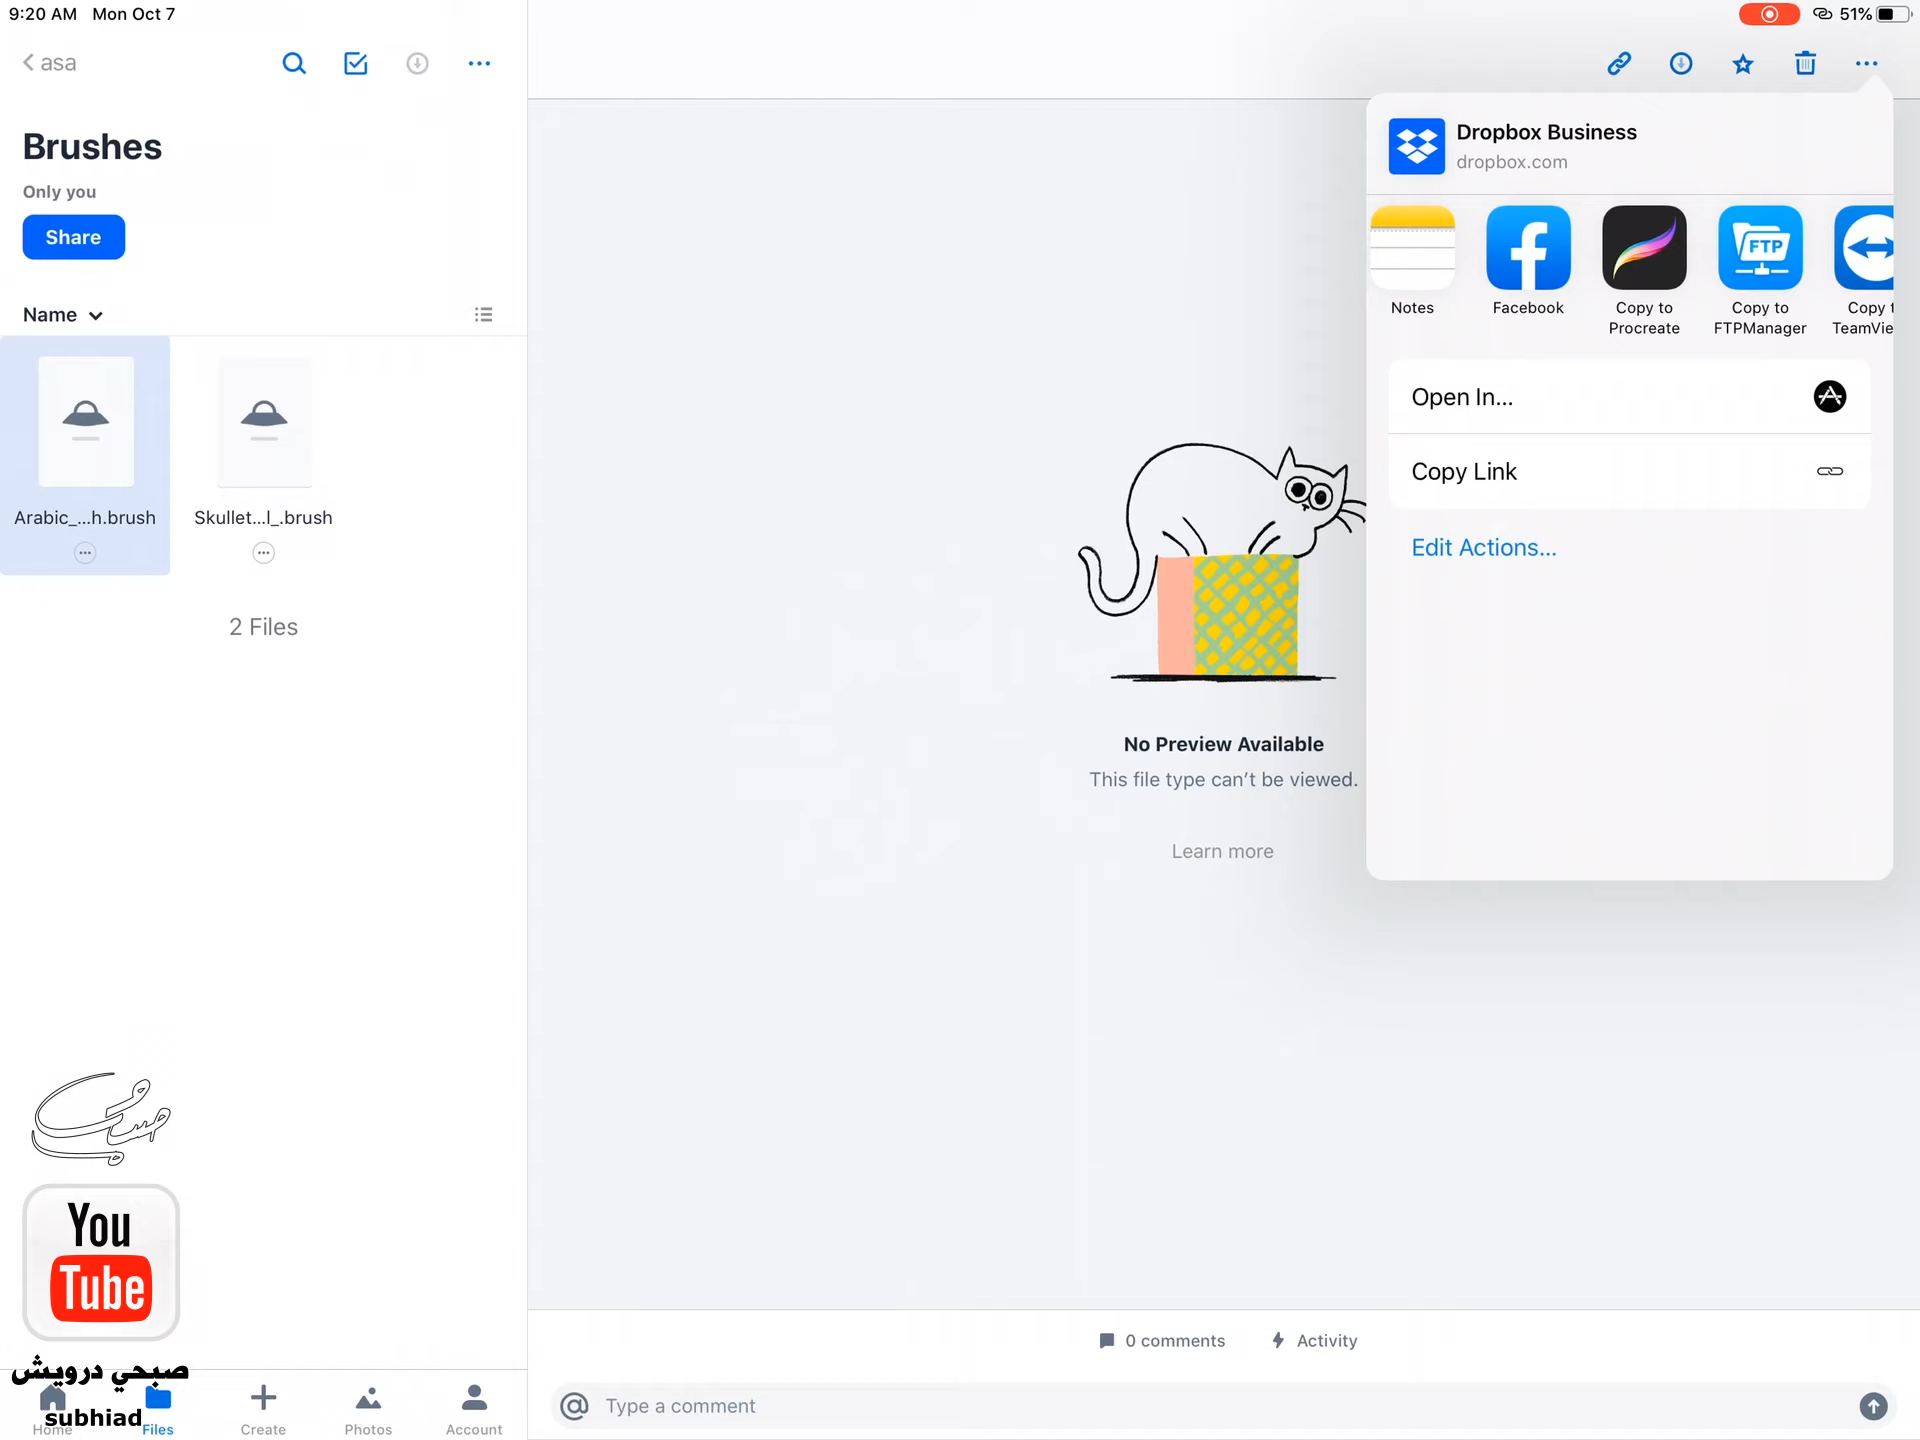 9:20 AM Mon Oct 7
51%
asa
Brushes
Only you
Share
Name
Arabic_...h.brush
Skullet...l_.brush
2 Files
You
Tube
صبحي درويش
subhiad
Home
Files
Create
Photos
Account
Dropbox Business
dropbox.com
Notes
Facebook
Copy to
Procreate
FTP
Copy to
FTPManager
Copy t
TeamVie
Open In...
Copy Link
Edit Actions...
No Preview Available
This file type can't be viewed.
Learn more
0 comments
Activity
Type a comment